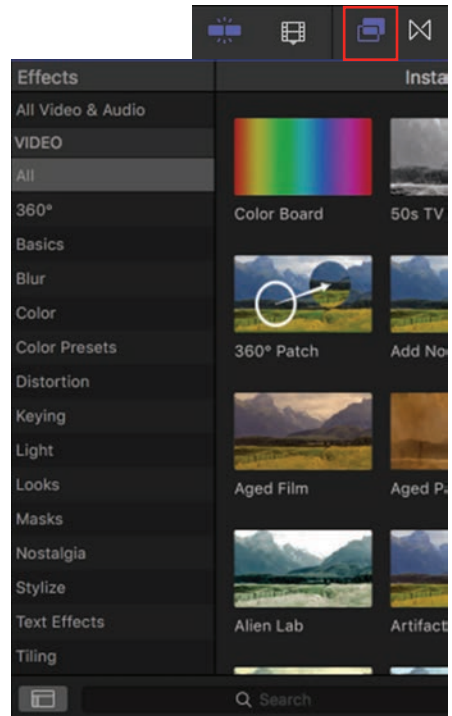 Effects
Insta
All Video & Audio
VIDEO
All
360°
Basics
Blur
Color
Color Presets
Distortion
Keying
Light
Looks
Masks
Nostalgia
Stylize
Text Effects
Tiling
Color Board
50s TV
360° Patch
Add No
Aged Film
Aged Pa
Alien Lab
Artifact
Search